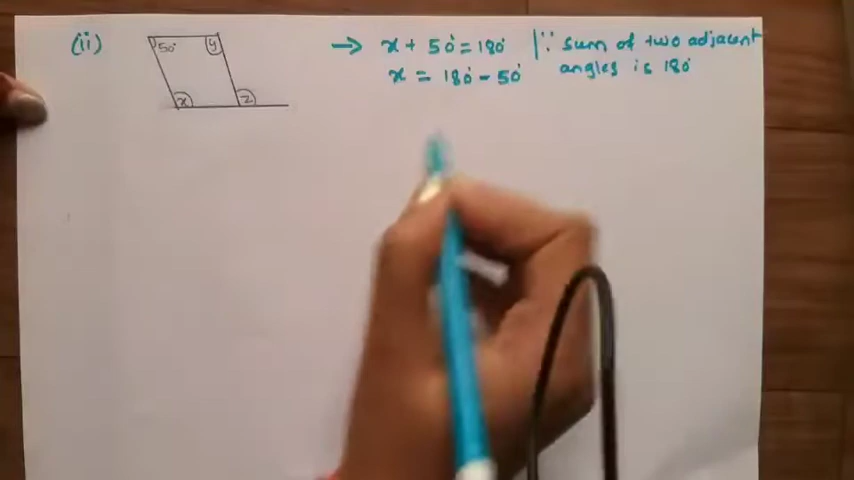 (ii) 50° y → x + 50° = 180° | ∵ sum of two adjacent
x = 180° - 50° angles is 180°
x z